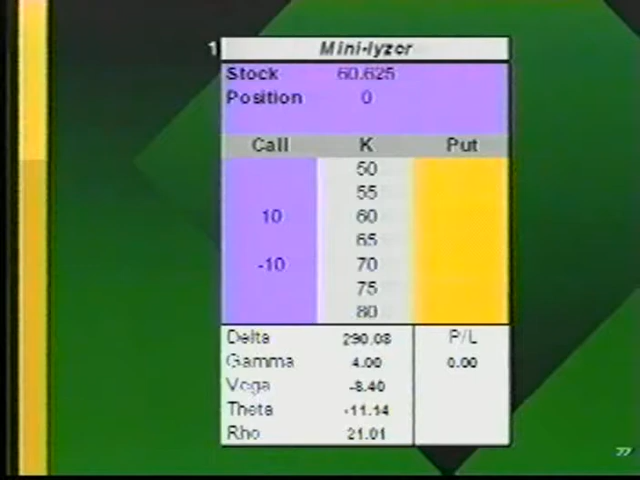 1 Mini-lyzer
Stock 60.625
Position 0
Call K Put
50
55
10 60
65
-10 70
75
80
Delta 290.08 P/L
Gamma 4.00 0.00
Vega -8.40
Theta -11.14
Rho 21.01
77